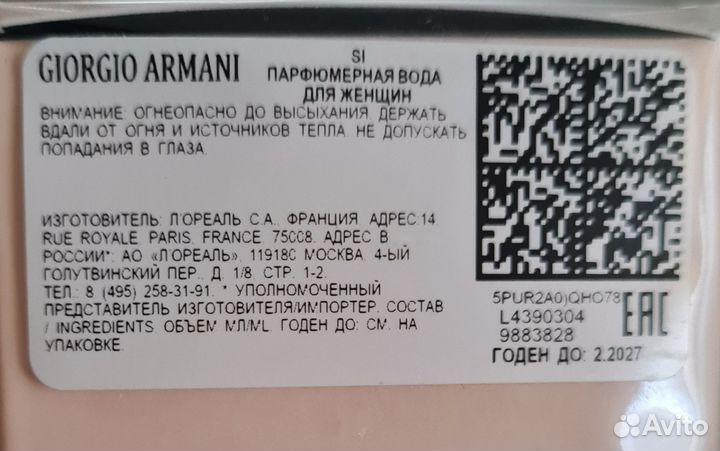 GIORGIO ARMANI
SI
ПАРФЮМЕРНАЯ ВОДА
ДЛЯ ЖЕНЩИН
ВНИМАНИЕ: ОГНЕОПАСНО ДО ВЫСЫХАНИЯ. ДЕРЖАТЬ
ВДАЛИ ОТ ОГНЯ И ИСТОЧНИКОВ ТЕПЛА. НЕ ДОПУСКАТЬ
ПОПАДАНИЯ В ГЛАЗА.
ИЗГОТОВИТЕЛЬ: Л'ОРЕАЛЬ С.А., ФРАНЦИЯ. АДРЕС:14
RUE ROYALE, PARIS, FRANCE, 75008. АДРЕС В
РОССИИ*: АО «Л'ОРЕАЛЬ», 119180 МОСКВА, 4-ЫЙ
ГОЛУТВИНСКИЙ ПЕР., Д. 1/8, СТР. 1-2.
ТЕЛ.: 8 (495) 258-31-91. * УПОЛНОМОЧЕННЫЙ
ПРЕДСТАВИТЕЛЬ ИЗГОТОВИТЕЛЯ/ИМПОРТЕР. СОСТАВ
/ INGREDIENTS, ОБЪЕМ МЛ/ML, ГОДЕН ДО: СМ. НА
УПАКОВКЕ.
5PUR2A0)QHO78
L4390304
9883828
EAC
ГОДЕН ДО: 2.2027
Avito